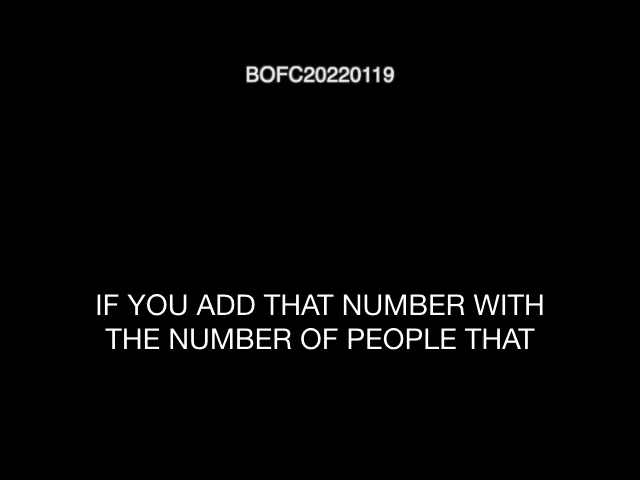 BOFC20220119
IF YOU ADD THAT NUMBER WITH
THE NUMBER OF PEOPLE THAT